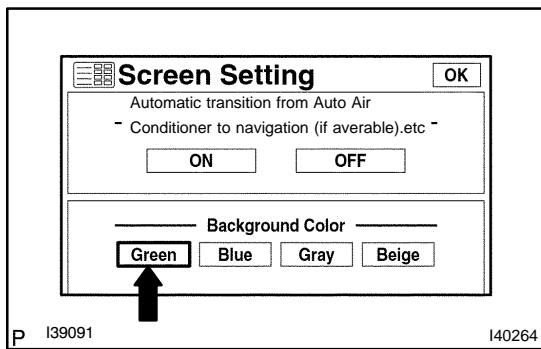 Screen Setting
OK
Automatic transition from Auto Air
- Conditioner to navigation (if averable).etc -
ON OFF
Background Color
Green Blue Gray Beige
P I39091 I40264